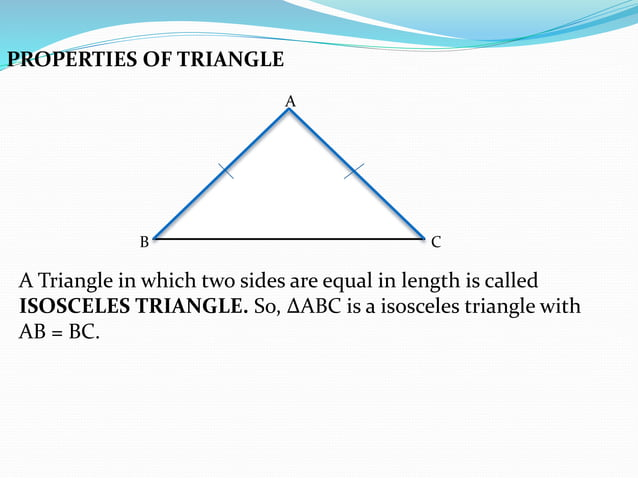 PROPERTIES OF TRIANGLE
A
B
C
A Triangle in which two sides are equal in length is called
ISOSCELES TRIANGLE. So, ∆ABC is a isosceles triangle with
AB = BC.